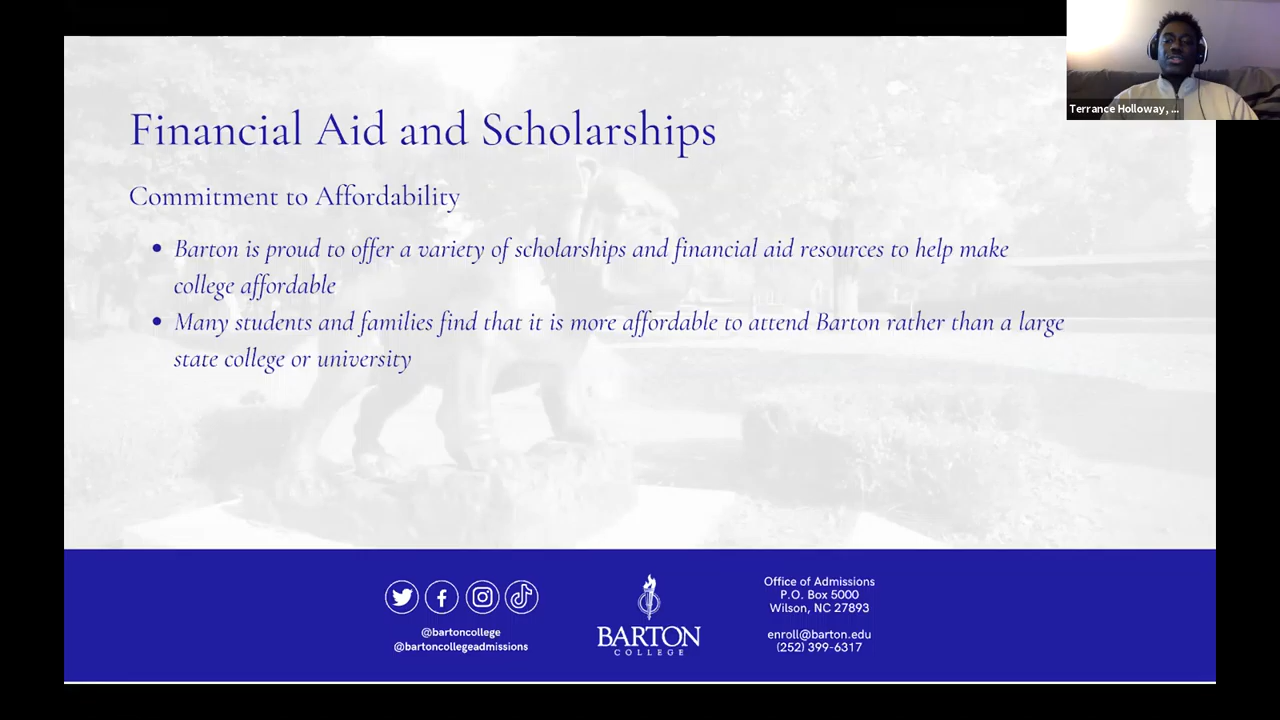 Financial Aid and Scholarships
Commitment to Affordability
• Barton is proud to offer a variety of scholarships and financial aid resources to help make
college affordable
• Many students and families find that it is more affordable to attend Barton rather than a large
state college or university
Terrance Holloway, ...
@bartoncollege
@bartoncollegeadmissions
BARTON
COLLEGE
Office of Admissions
P.O. Box 5000
Wilson, NC 27893
enroll@barton.edu
(252) 399-6317